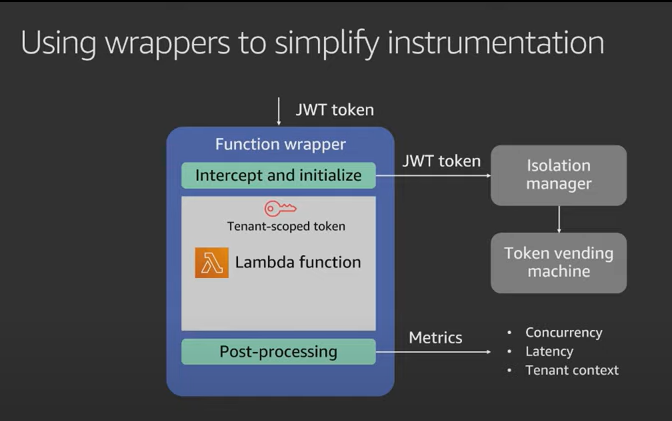 Using wrappers to simplify instrumentation
JWT token
Function wrapper
Intercept and initialize
JWT token
Isolation
manager
Tenant-scoped token
Lambda function
Token vending
machine
Post-processing
Metrics
• Concurrency
• Latency
• Tenant context